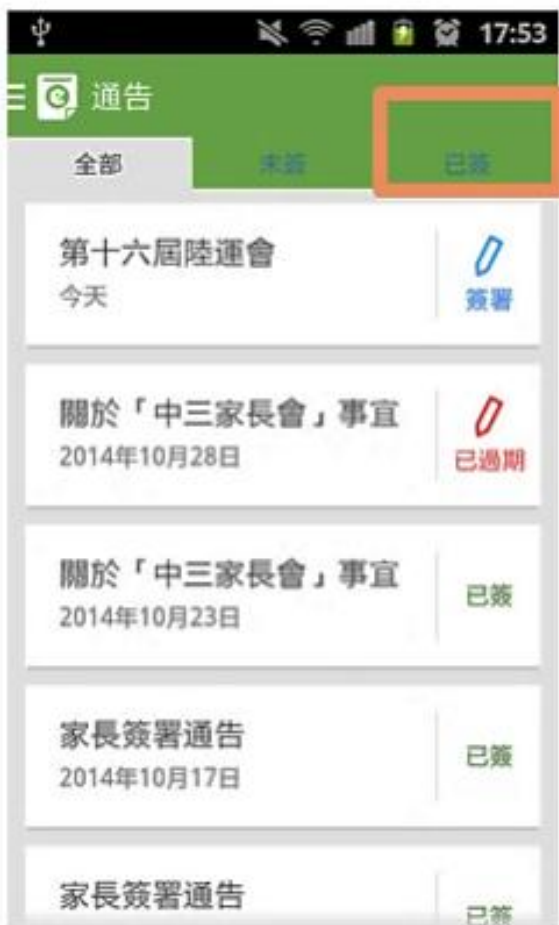 17:53
通告
全部 未簽 已簽
第十六屆陸運會
今天
簽署
關於「中三家長會」事宜
2014年10月28日
已過期
關於「中三家長會」事宜
2014年10月23日
已簽
家長簽署通告
2014年10月17日
已簽
家長簽署通告
已簽